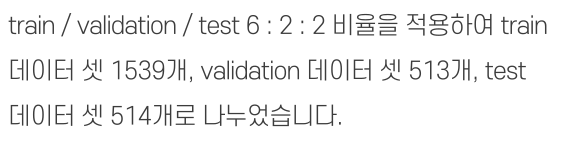 train / validation / test 6 : 2 : 2 비율을 적용하여 train
데이터 셋 1539개, validation 데이터 셋 513개, test
데이터 셋 514개로 나누었습니다.